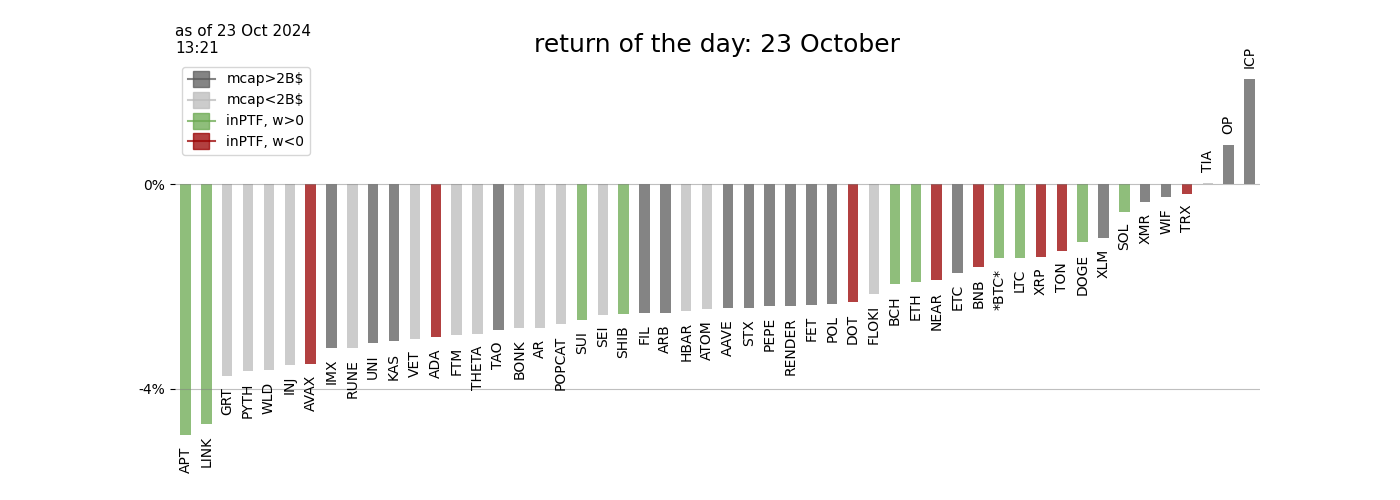 as of 23 Oct 2024
13:21
return of the day: 23 October
mcap>2B$
mcap<2B$
inPTF, w>0
inPTF, w<0
0%
-4%
APT
LINK
GRT
PYTH
WLD
INJ
AVAX
IMX
RUNE
UNI
KAS
VET
ADA
FTM
THETA
TAO
BONK
AR
POPCAT
SUI
SEI
SHIB
FIL
ARB
HBAR
ATOM
AAVE
STX
PEPE
RENDER
FET
POL
DOT
FLOKI
BCH
ETH
NEAR
ETC
BNB
*BTC*
LTC
XRP
TON
DOGE
XLM
SOL
XMR
WIF
TRX
TIA
OP
ICP